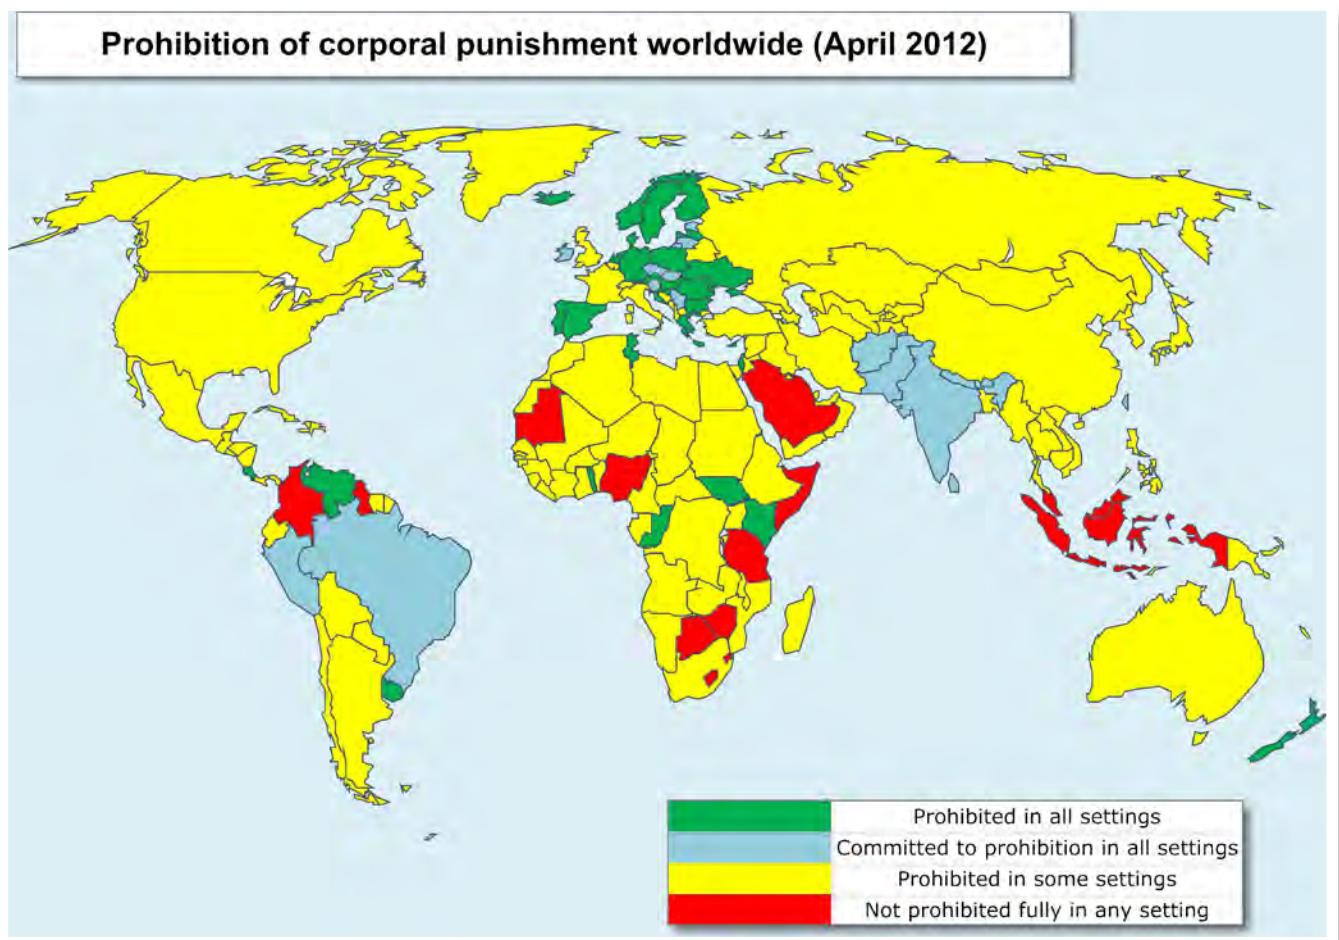 Prohibition of corporal punishment worldwide (April 2012)
Prohibited in all settings
Committed to prohibition in all settings
Prohibited in some settings
Not prohibited fully in any setting